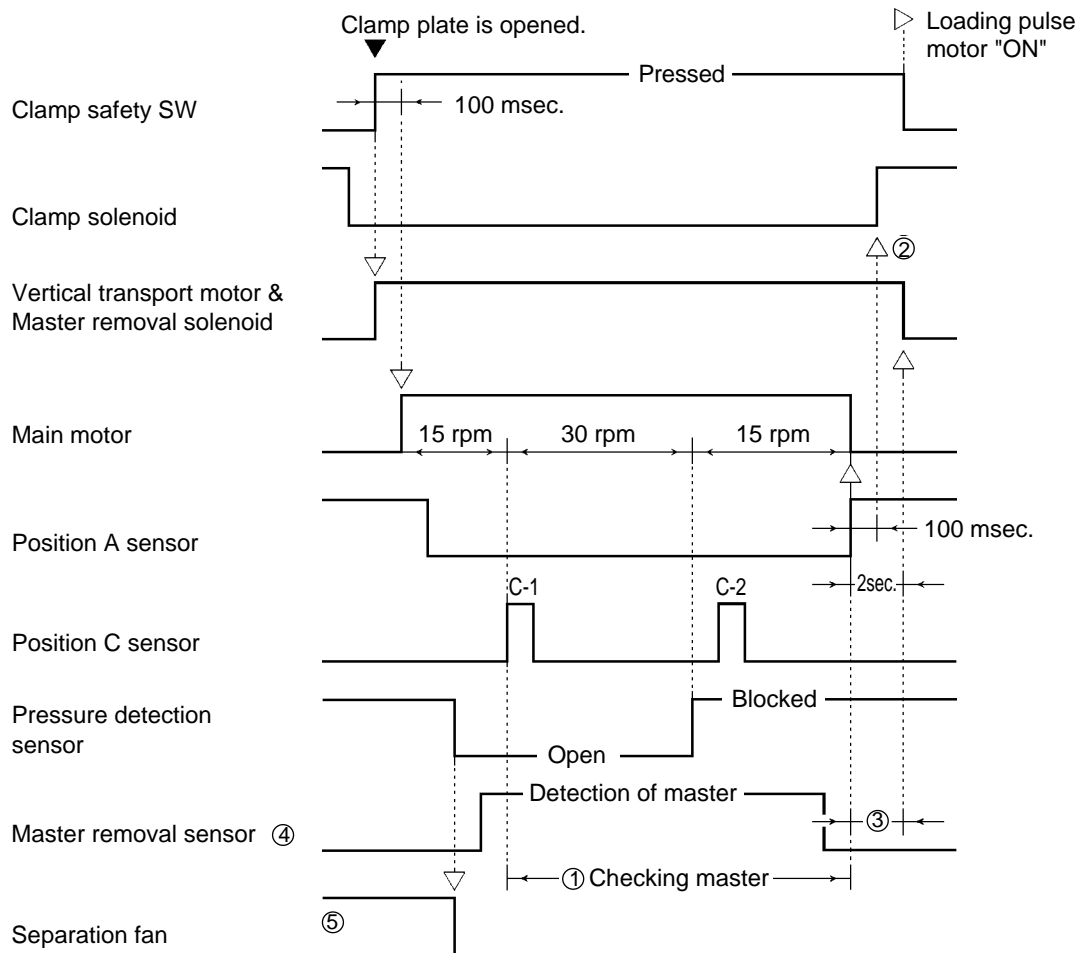 Clamp plate is opened.
Loading pulse
motor "ON"
Pressed
Clamp safety SW
100 msec.
Clamp solenoid
②
Vertical transport motor &
Master removal solenoid
Main motor
15 rpm
30 rpm
15 rpm
Position A sensor
100 msec.
2sec.
C-1
C-2
Position C sensor
Pressure detection
sensor
Blocked
Open
Detection of master
Master removal sensor ④
③
① Checking master
⑤
Separation fan